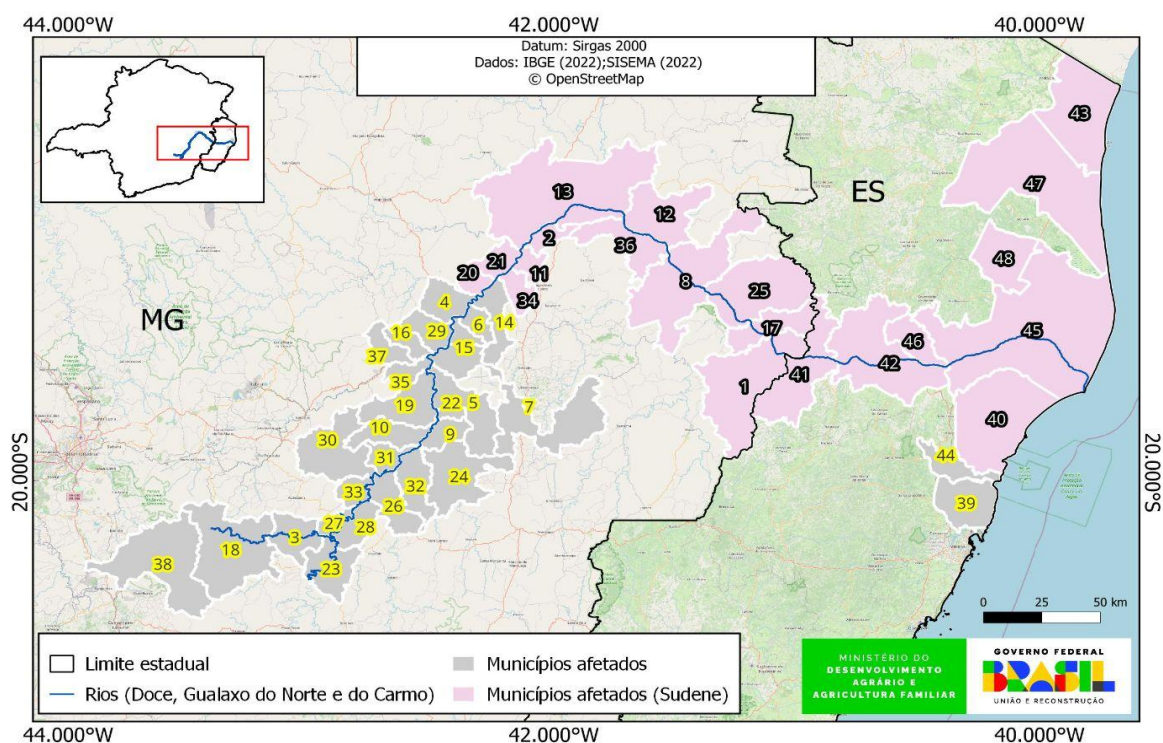 44.000°W 42.000°W 40.000°W
Datum: Sirgas 2000
Dados: IBGE (2022);SISEMA (2022)
© OpenStreetMap
43
ES
13
47
12
2
36
48
21
20
11
8
25
34
4
MG
6
14
16
29
17
45
15
46
37
42
41
1
35
19
22
5
7
40
10
9
30
44
20.000°S
20.000°S
31
24
32
33
39
26
27
28
3
18
38
23
0 25 50 km
Limite estadual
Municípios afetados
Rios (Doce, Gualaxo do Norte e do Carmo)
Municípios afetados (Sudene)
MINISTÉRIO DO
DESENVOLVIMENTO
AGRÁRIO E
AGRICULTURA FAMILIAR
GOVERNO FEDERAL
BRASIL
UNIÃO E RECONSTRUÇÃO
44.000°W 42.000°W 40.000°W